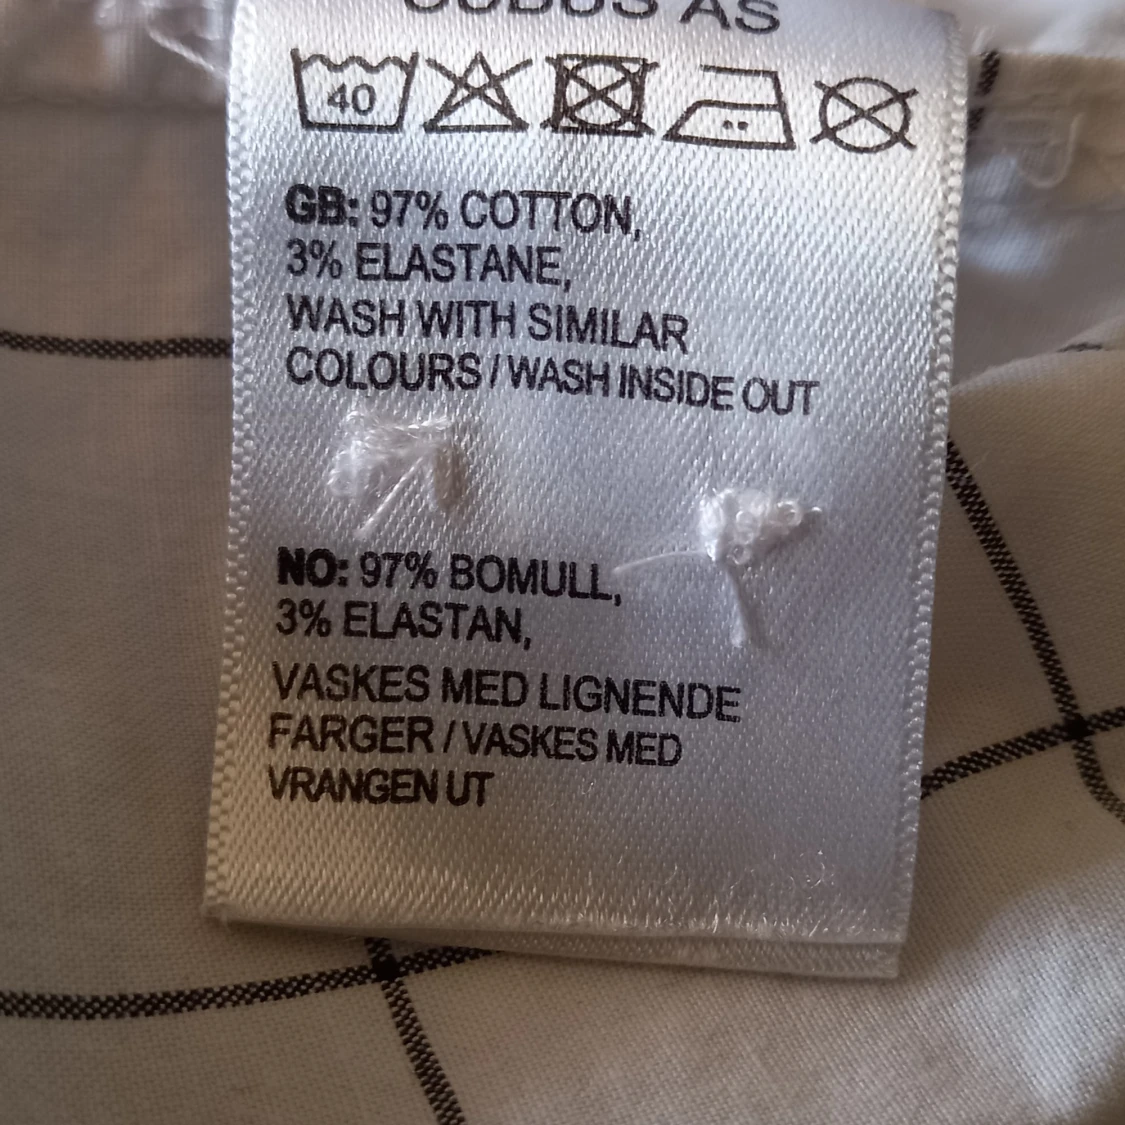 AS
40
GB: 97% COTTON,
3% ELASTANE,
WASH WITH SIMILAR
COLOURS / WASH INSIDE OUT
NO: 97% BOMULL,
3% ELASTAN,
VASKES MED LIGNENDE
FARGER / VASKES MED
VRANGEN UT